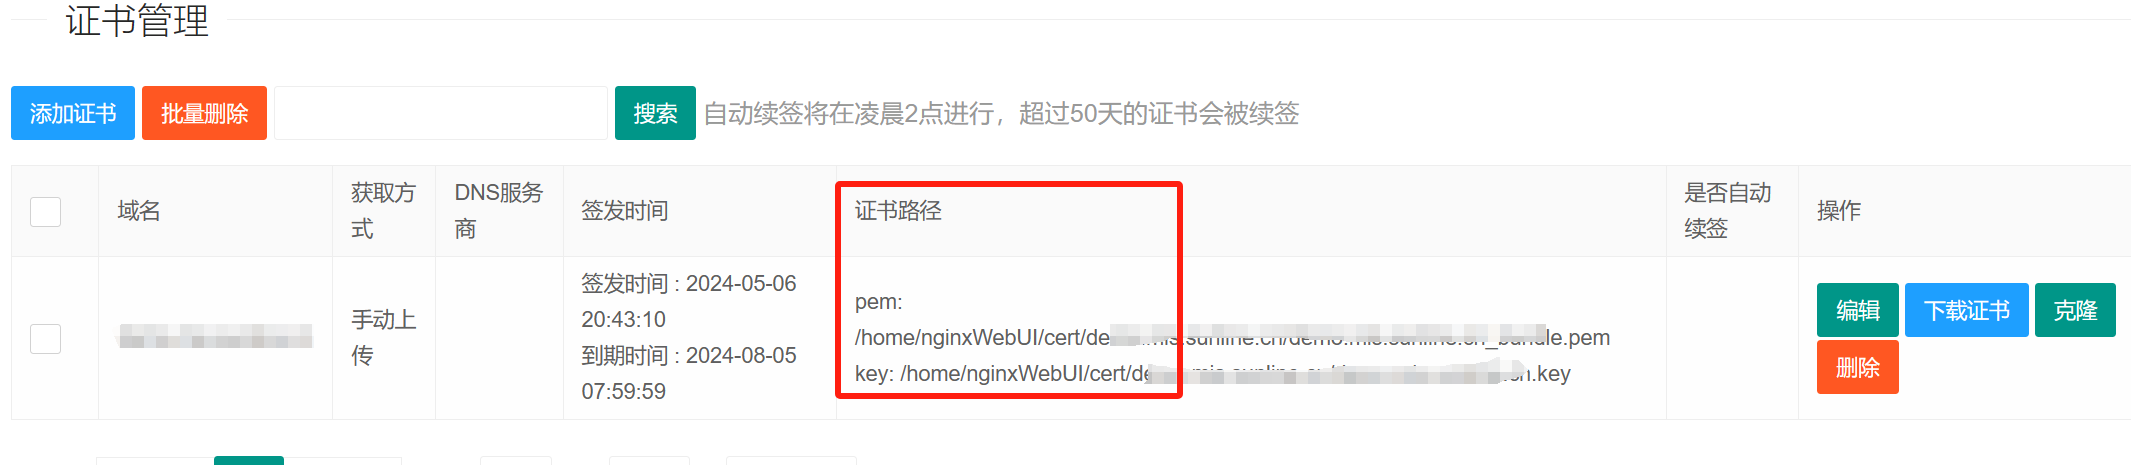 证书管理
添加证书 批量删除 搜索 自动续签将在凌晨2点进行，超过50天的证书会被续签
域名
获取方
式
DNS服务
商
签发时间
证书路径
是否自动
续签
操作
手动上
传
签发时间 : 2024-05-06
20:43:10
到期时间 : 2024-08-05
07:59:59
pem:
/home/nginxWebUI/cert/de .pem
key: /home/nginxWebUI/cert/de .key
编辑 下载证书 克隆
删除